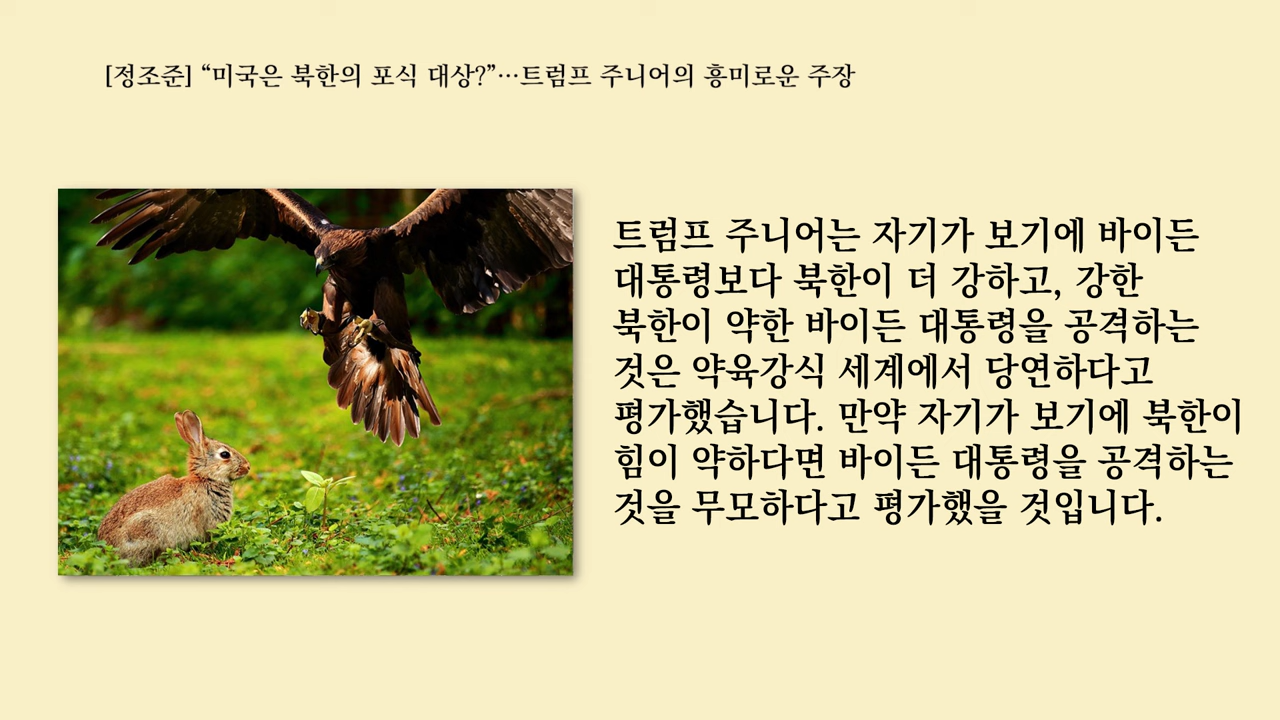 [정조준] “미국은 북한의 포식 대상?”…트럼프 주니어의 흥미로운 주장
트럼프 주니어는 자기가 보기에 바이든
대통령보다 북한이 더 강하고, 강한
북한이 약한 바이든 대통령을 공격하는
것은 약육강식 세계에서 당연하다고
평가했습니다. 만약 자기가 보기에 북한이
힘이 약하다면 바이든 대통령을 공격하는
것을 무모하다고 평가했을 것입니다.